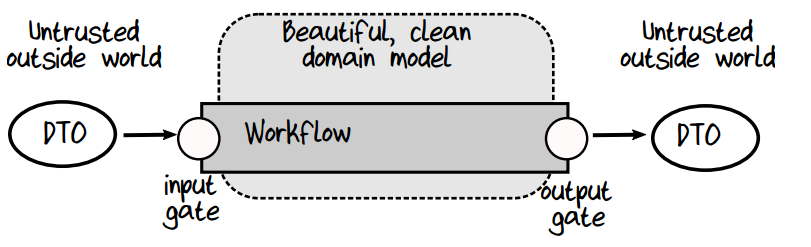 Untrusted
outside world
Beautiful, clean
domain model
Untrusted
outside world
DTO
Workflow
DTO
input
gate
output
gate